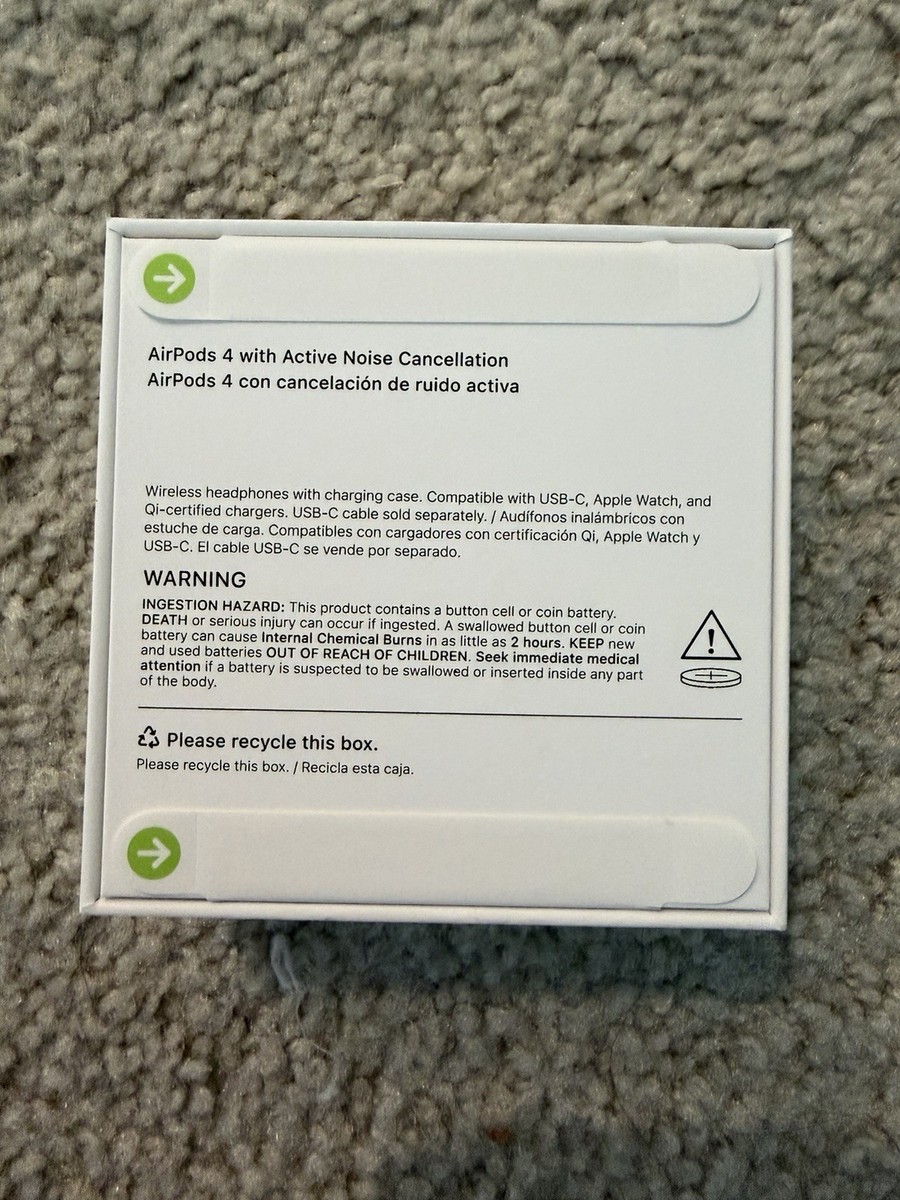 AirPods 4 with Active Noise Cancellation
AirPods 4 con cancelación de ruido activa
Wireless headphones with charging case. Compatible with USB-C, Apple Watch, and
Qi-certified chargers. USB-C cable sold separately. / Audífonos inalámbricos con
estuche de carga. Compatibles con cargadores con certificación Qi, Apple Watch y
USB-C. El cable USB-C se vende por separado.
WARNING
INGESTION HAZARD: This product contains a button cell or coin battery.
DEATH or serious injury can occur if ingested. A swallowed button cell or coin
battery can cause Internal Chemical Burns in as little as 2 hours. KEEP new
and used batteries OUT OF REACH OF CHILDREN. Seek immediate medical
attention if a battery is suspected to be swallowed or inserted inside any part
of the body.
Please recycle this box.
Please recycle this box. / Recicla esta caja.